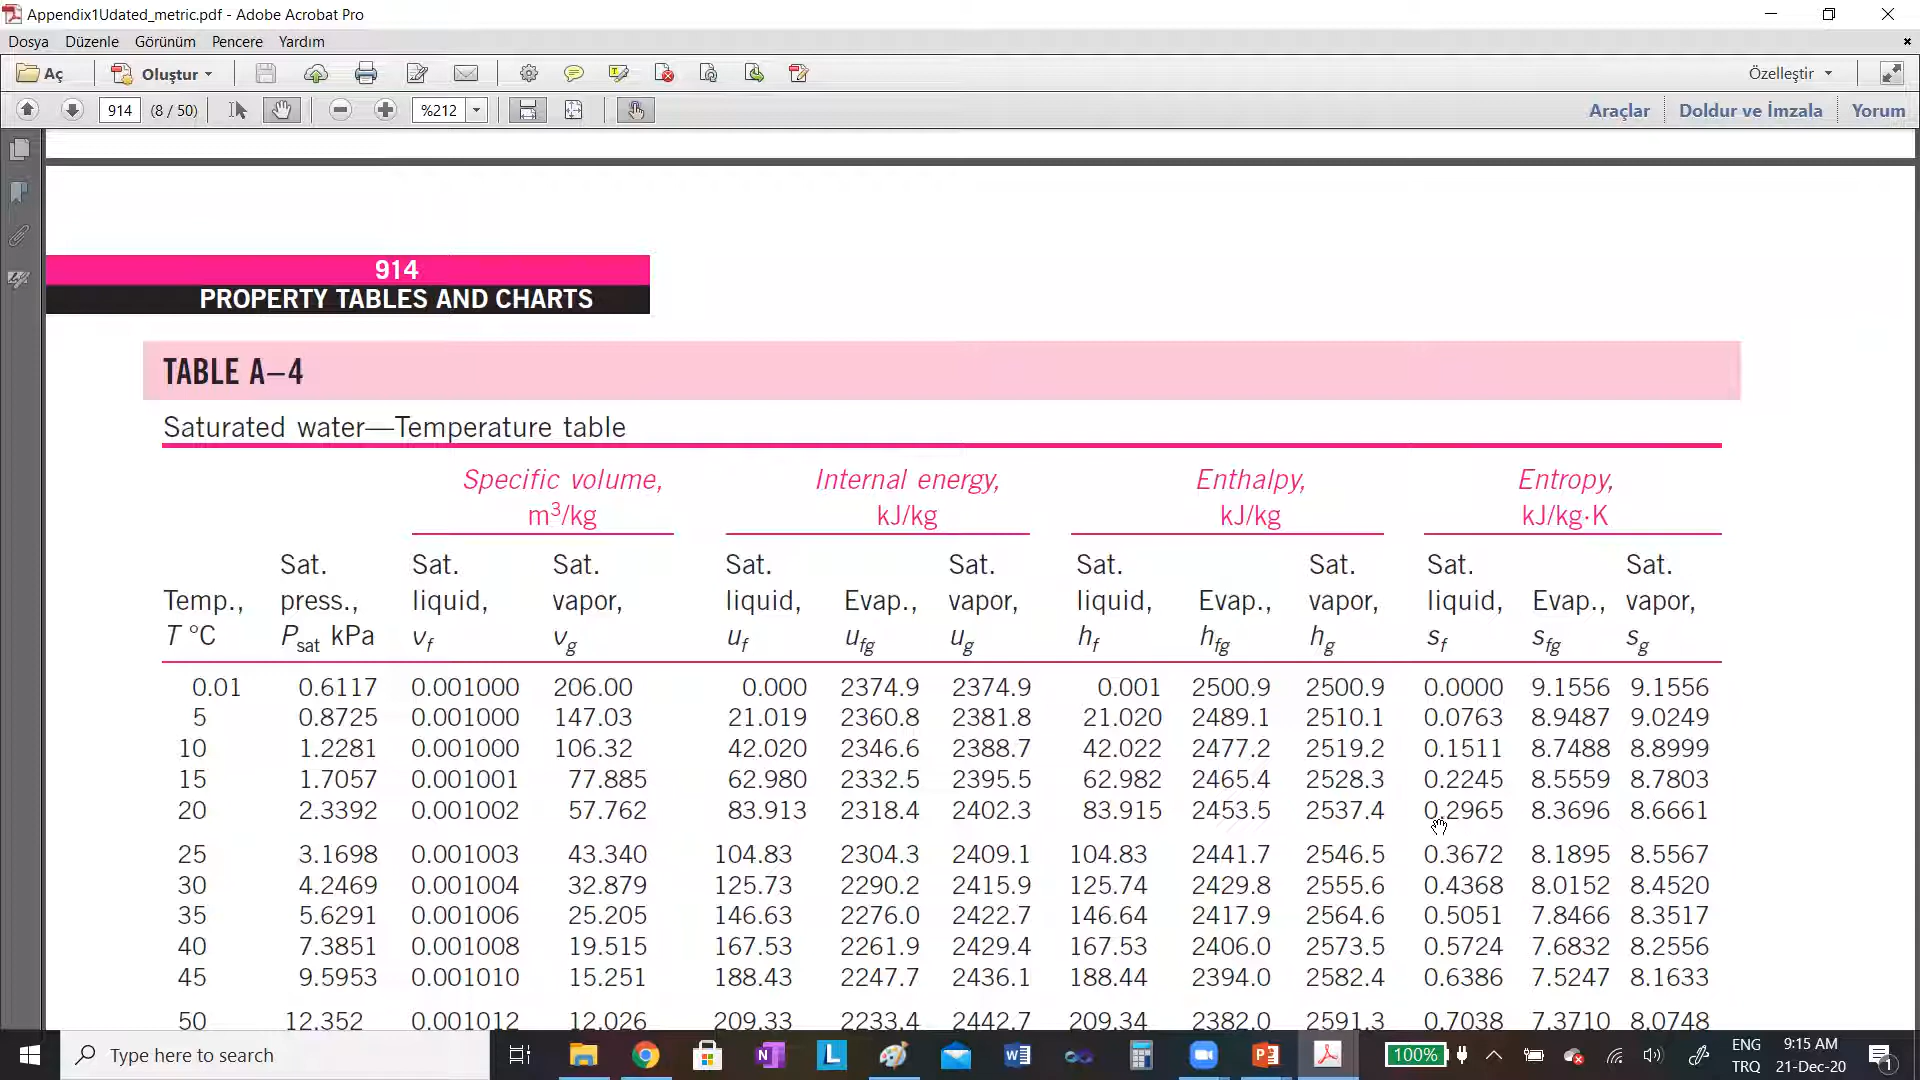 Appendix1Udated_metric.pdf - Adobe Acrobat Pro
Dosya Düzenle Görünüm Pencere Yardım
Aç Oluştur Özelleştir
914 (8 / 50) %212 Araçlar Doldur ve İmzala Yorum
914
PROPERTY TABLES AND CHARTS
TABLE A–4
Saturated water—Temperature table
Specific volume, Internal energy, Enthalpy, Entropy,
m³/kg kJ/kg kJ/kg kJ/kg·K
Sat. Sat. Sat. Sat. Sat. Sat. Sat. Sat. Sat.
Temp., press., liquid, vapor, liquid, Evap., vapor, liquid, Evap., vapor, liquid, Evap., vapor,
T °C Psat kPa vf vg uf ufg ug hf hfg hg sf sfg sg
0.01 0.6117 0.001000 206.00 0.000 2374.9 2374.9 0.001 2500.9 2500.9 0.0000 9.1556 9.1556
5 0.8725 0.001000 147.03 21.019 2360.8 2381.8 21.020 2489.1 2510.1 0.0763 8.9487 9.0249
10 1.2281 0.001000 106.32 42.020 2346.6 2388.7 42.022 2477.2 2519.2 0.1511 8.7488 8.8999
15 1.7057 0.001001 77.885 62.980 2332.5 2395.5 62.982 2465.4 2528.3 0.2245 8.5559 8.7803
20 2.3392 0.001002 57.762 83.913 2318.4 2402.3 83.915 2453.5 2537.4 0.2965 8.3696 8.6661
25 3.1698 0.001003 43.340 104.83 2304.3 2409.1 104.83 2441.7 2546.5 0.3672 8.1895 8.5567
30 4.2469 0.001004 32.879 125.73 2290.2 2415.9 125.74 2429.8 2555.6 0.4368 8.0152 8.4520
35 5.6291 0.001006 25.205 146.63 2276.0 2422.7 146.64 2417.9 2564.6 0.5051 7.8466 8.3517
40 7.3851 0.001008 19.515 167.53 2261.9 2429.4 167.53 2406.0 2573.5 0.5724 7.6832 8.2556
45 9.5953 0.001010 15.251 188.43 2247.7 2436.1 188.44 2394.0 2582.4 0.6386 7.5247 8.1633
50 12.352 0.001012 12.026 209.33 2233.4 2442.7 209.34 2382.0 2591.3 0.7038 7.3710 8.0748
Type here to search 100% ENG 9:15 AM
TRQ 21-Dec-20 1